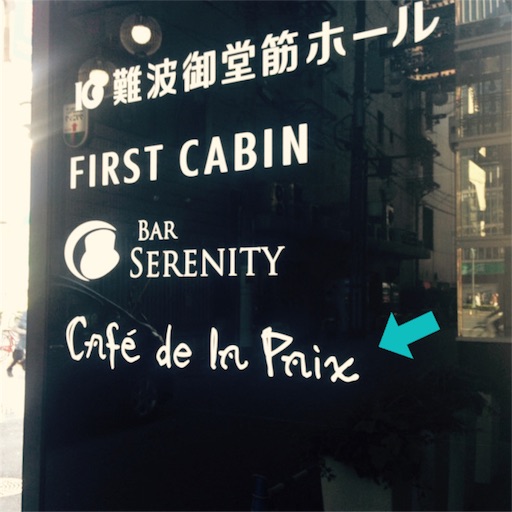 難波御堂筋ホール
FIRST CABIN
BAR
SERENITY
Café de la Paix